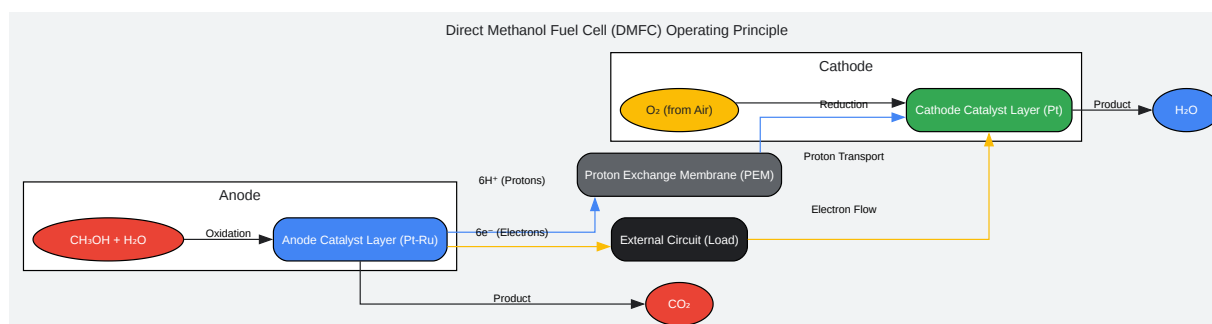 Direct Methanol Fuel Cell (DMFC) Operating Principle
Cathode
O₂ (from Air)
Reduction
Cathode Catalyst Layer (Pt)
Product
H₂O
Proton Exchange Membrane (PEM)
Proton Transport
6H⁺ (Protons)
Anode
CH₃OH + H₂O
Oxidation
Anode Catalyst Layer (Pt-Ru)
6e⁻ (Electrons)
External Circuit (Load)
Electron Flow
Product
CO₂